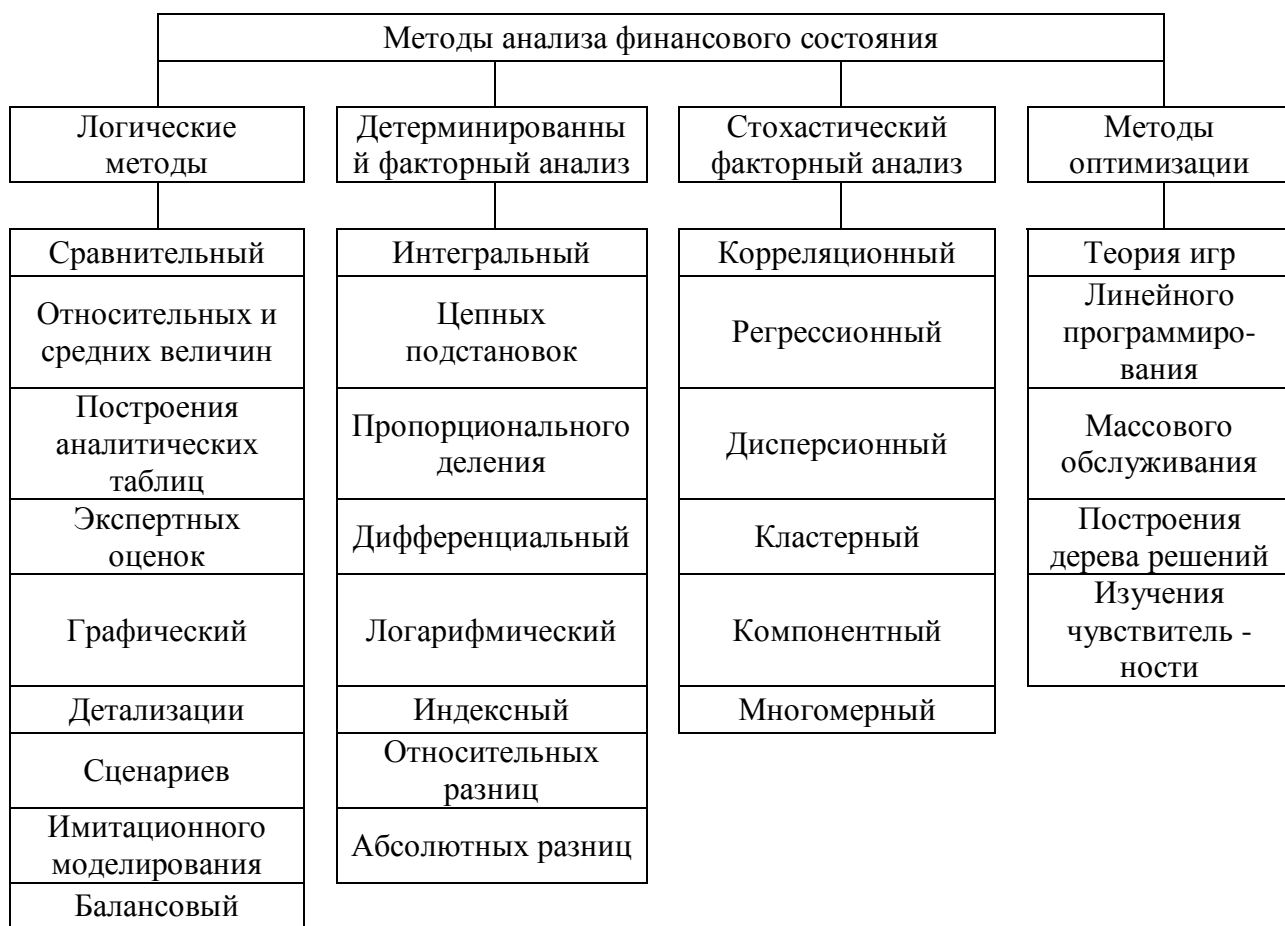 Методы анализа финансового состояния
Логические
методы
Детерминированны
й факторный анализ
Стохастический
факторный анализ
Методы
оптимизации
Сравнительный
Относительных и
средних величин
Построения
аналитических
таблиц
Экспертных
оценок
Графический
Детализации
Сценариев
Имитационного
моделирования
Балансовый
Интегральный
Цепных
подстановок
Пропорционального
деления
Дифференциальный
Логарифмический
Индексный
Относительных
разниц
Абсолютных разниц
Корреляционный
Регрессионный
Дисперсионный
Кластерный
Компонентный
Многомерный
Теория игр
Линейного
программиро-
вания
Массового
обслуживания
Построения
дерева решений
Изучения
чувствитель -
ности